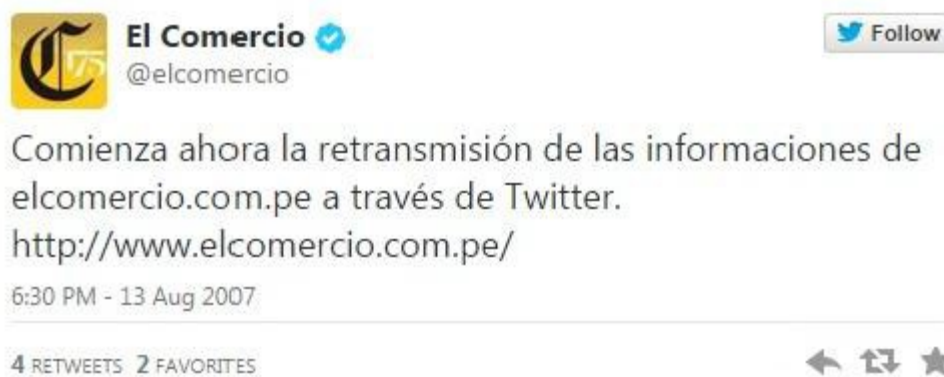 C 175
El Comercio
@elcomercio
Follow
Comienza ahora la retransmisión de las informaciones de
elcomercio.com.pe a través de Twitter.
http://www.elcomercio.com.pe/
6:30 PM - 13 Aug 2007
4 RETWEETS 2 FAVORITES